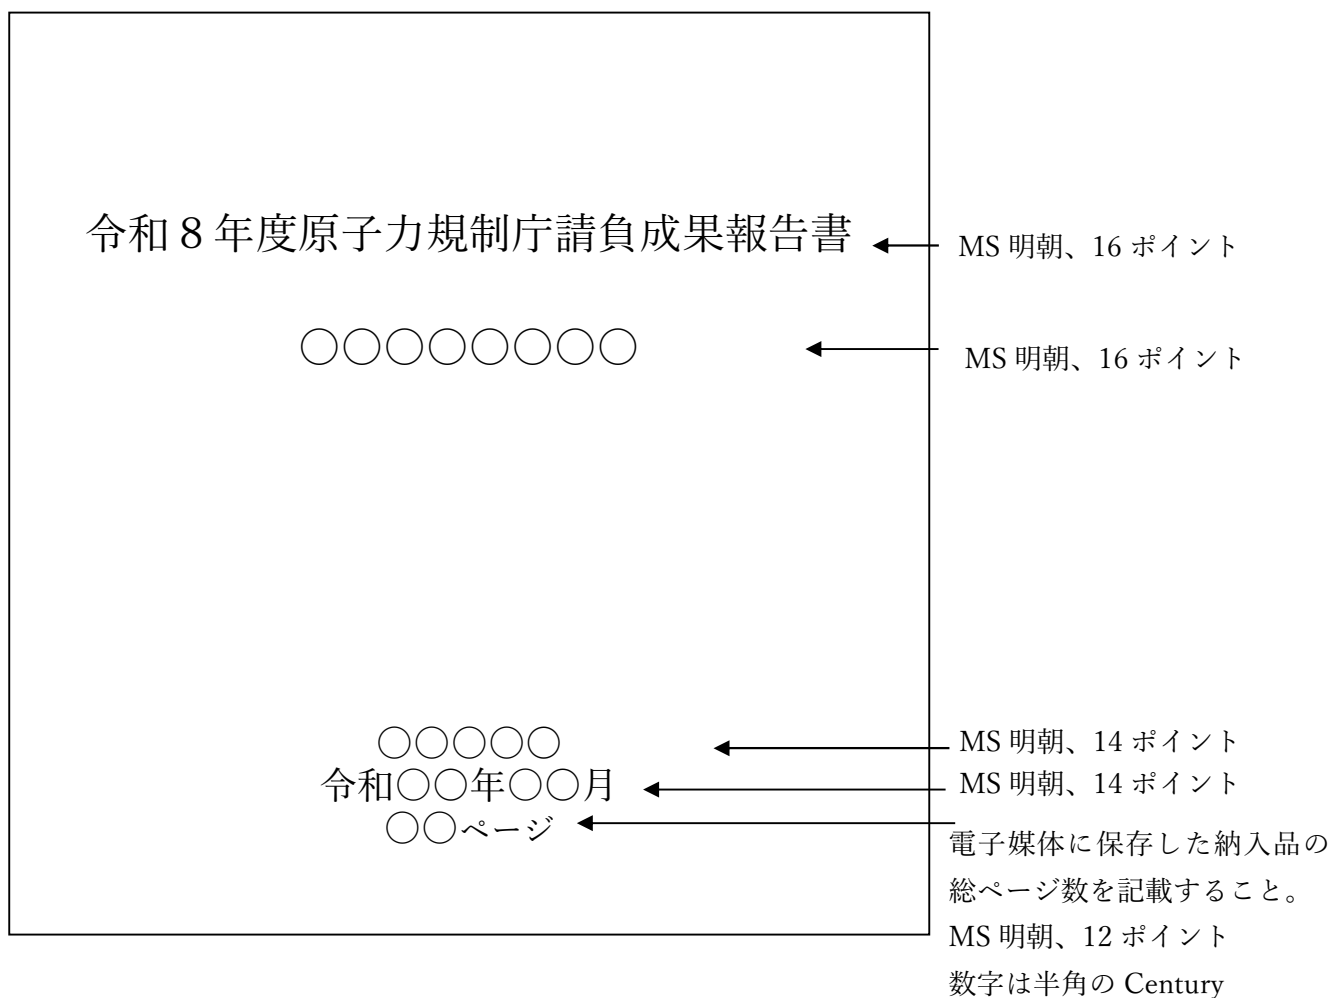 令和８年度原子力規制庁請負成果報告書
MS 明朝、16 ポイント
○○○○○○○○
MS 明朝、16 ポイント
○○○○○
MS 明朝、14 ポイント
令和○○年○○月
MS 明朝、14 ポイント
○○ページ
電子媒体に保存した納入品の
総ページ数を記載すること。
MS 明朝、12 ポイント
数字は半角の Century